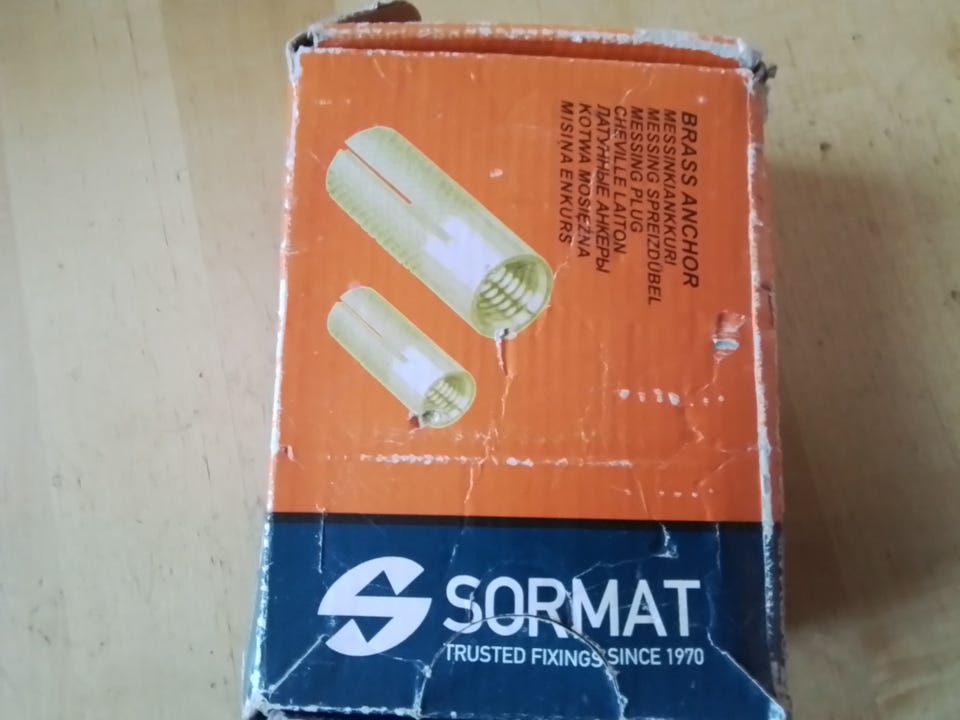 BRASS ANCHOR
MESSINKIANKKURI
MESSING SPREIZDÜBEL
MESSING PLUG
CHEVILLE LAITON
ЛАТУННЫЕ АНКЕРЫ
KOTWA MOSIĘŻNA
MISIŅA ENKURS
SORMAT
TRUSTED FIXINGS SINCE 1970